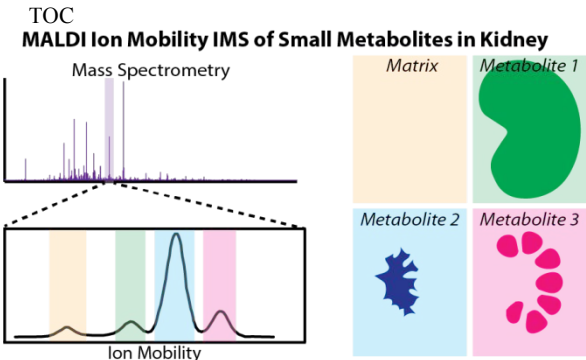 TOC
MALDI Ion Mobility IMS of Small Metabolites in Kidney
Mass Spectrometry
Matrix
Metabolite 1
Metabolite 2
Metabolite 3
Ion Mobility